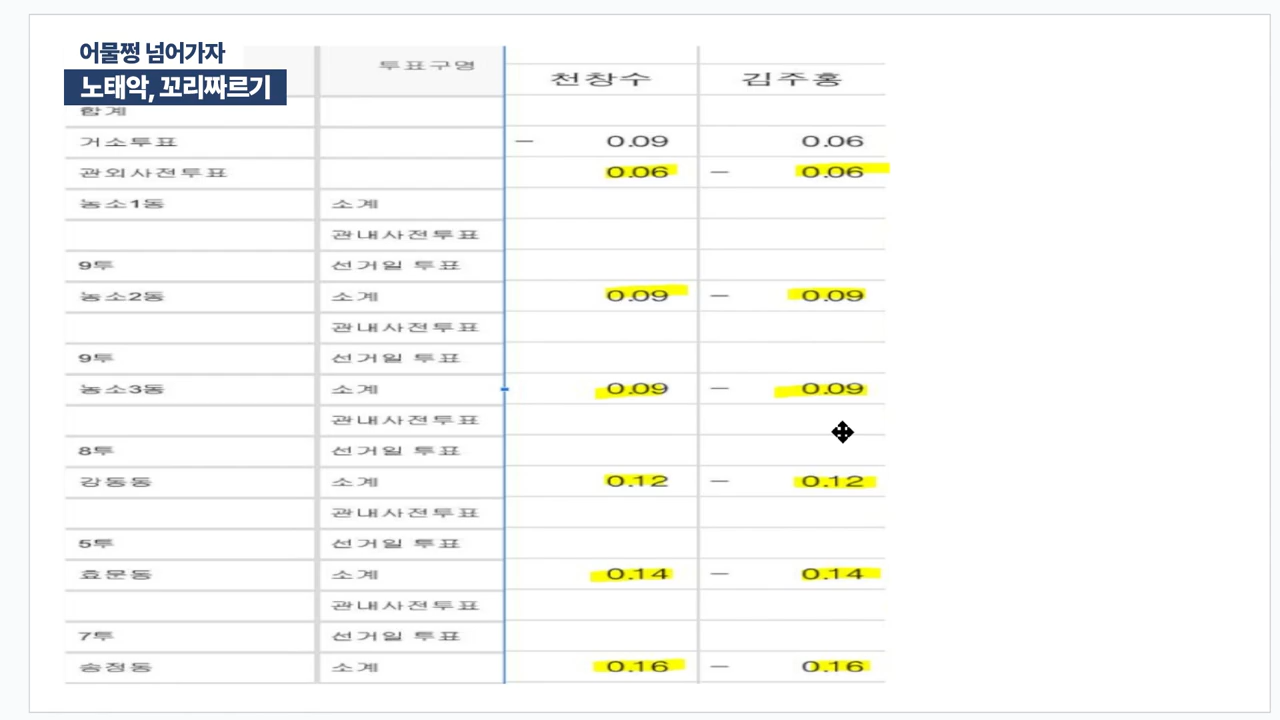 어물쩡 넘어가자
노태악, 꼬리짜르기
투표구명
천창수 김주홍
합계
거소투표 - 0.09 0.06
관외사전투표 0.06 - 0.06
농소1동 소계
관내사전투표
9투 선거일 투표
농소2동 소계 0.09 - 0.09
관내사전투표
9투 선거일 투표
농소3동 소계 0.09 - 0.09
관내사전투표
8투 선거일 투표
강동동 소계 0.12 - 0.12
관내사전투표
5투 선거일 투표
효문동 소계 0.14 - 0.14
관내사전투표
7투 선거일 투표
송정동 소계 0.16 - 0.16